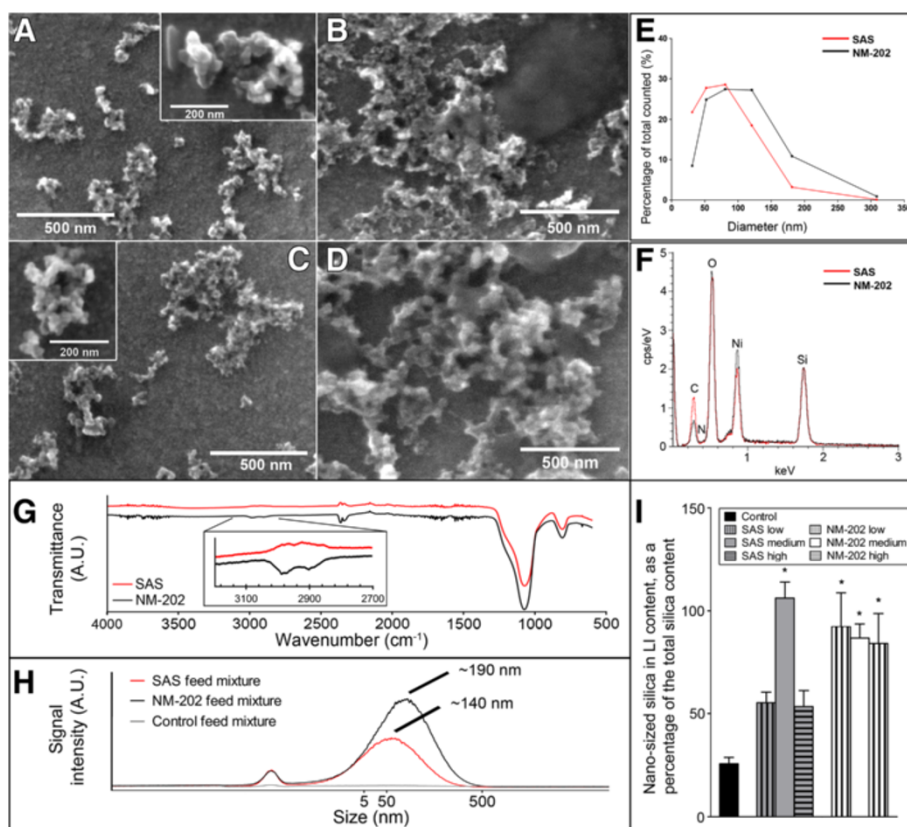 A
200 nm
500 nm
B
500 nm
C
200 nm
500 nm
D
500 nm
E
SAS
NM-202
Percentage of total counted (%)
40
30
20
10
0
0
50
100
150
200
250
300
350
Diameter (nm)
F
SAS
NM-202
cps/eV
5
4
3
2
1
0
C
N
O
Ni
Si
1
2
3
keV
G
Transmittance
(A.U.)
SAS
NM-202
3100
2900
2700
4000
3500
3000
2500
2000
1500
1000
500
Wavenumber (cm⁻¹)
H
Signal
intensity (A.U.)
SAS feed mixture
NM-202 feed mixture
Control feed mixture
~190 nm
~140 nm
5
50
500
Size (nm)
I
Nano-sized silica in LI content, as a
percentage of the total silica content
150
100
50
0
Control
SAS low
SAS medium
SAS high
NM-202 low
NM-202 medium
NM-202 high
*
*
*
*